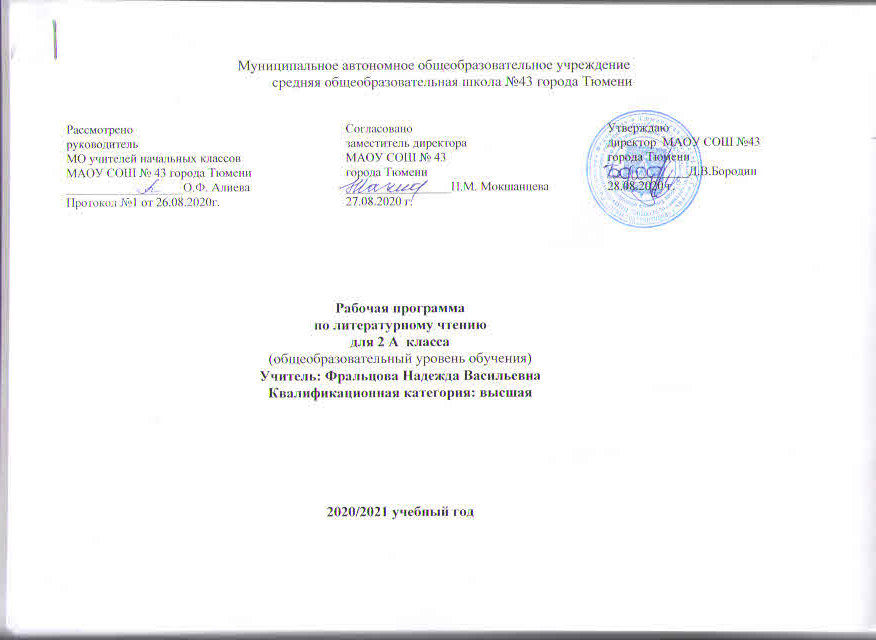 Муниципальное автономное общеобразовательное учреждение
средняя общеобразовательная школа №43 города Тюмени
Рассмотрено
руководитель
МО учителей начальных классов
МАОУ СОШ № 43 города Тюмени
О.Ф. Алиева
Протокол №1 от 26.08.2020г.
Согласовано
заместитель директора
МАОУ СОШ № 43
города Тюмени
П.М. Мокшанцева
27.08.2020 г.
Утверждаю
директор МАОУ СОШ №43
города Тюмени
Д.В.Бородин
28.08.2020г.
Рабочая программа
по литературному чтению
для 2 А класса
(общеобразовательный уровень обучения)
Учитель: Фральцова Надежда Васильевна
Квалификационная категория: высшая
2020/2021 учебный год